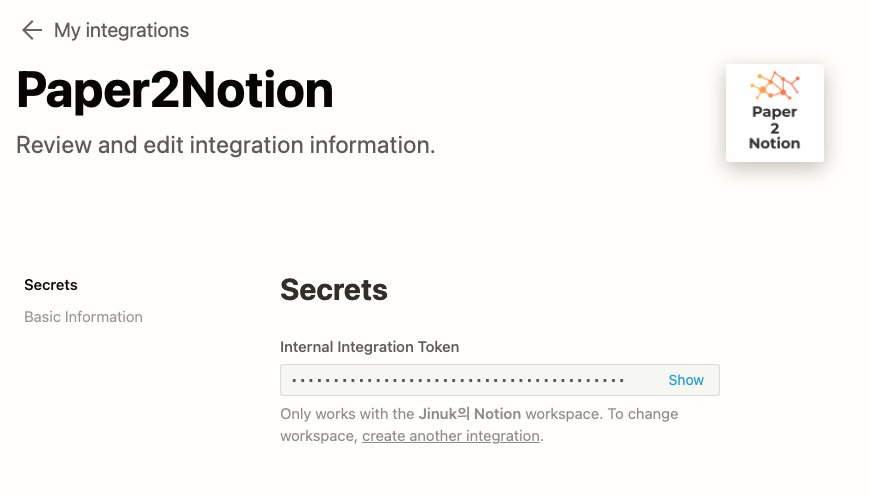 My integrations
Paper2Notion
Review and edit integration information.
Paper
2
Notion
Secrets
Basic Information
Secrets
Internal Integration Token
Show
Only works with the Jinuk의 Notion workspace. To change
workspace, create another integration.